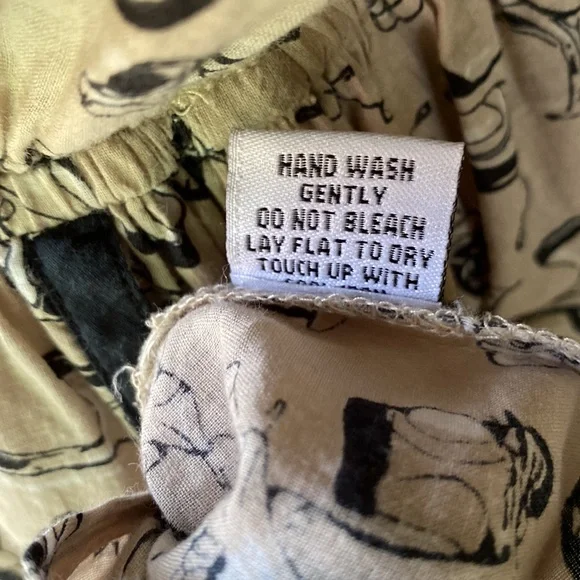 HAND WASH
GENTLY
DO NOT BLEACH
LAY FLAT TO DRY
TOUCH UP WITH